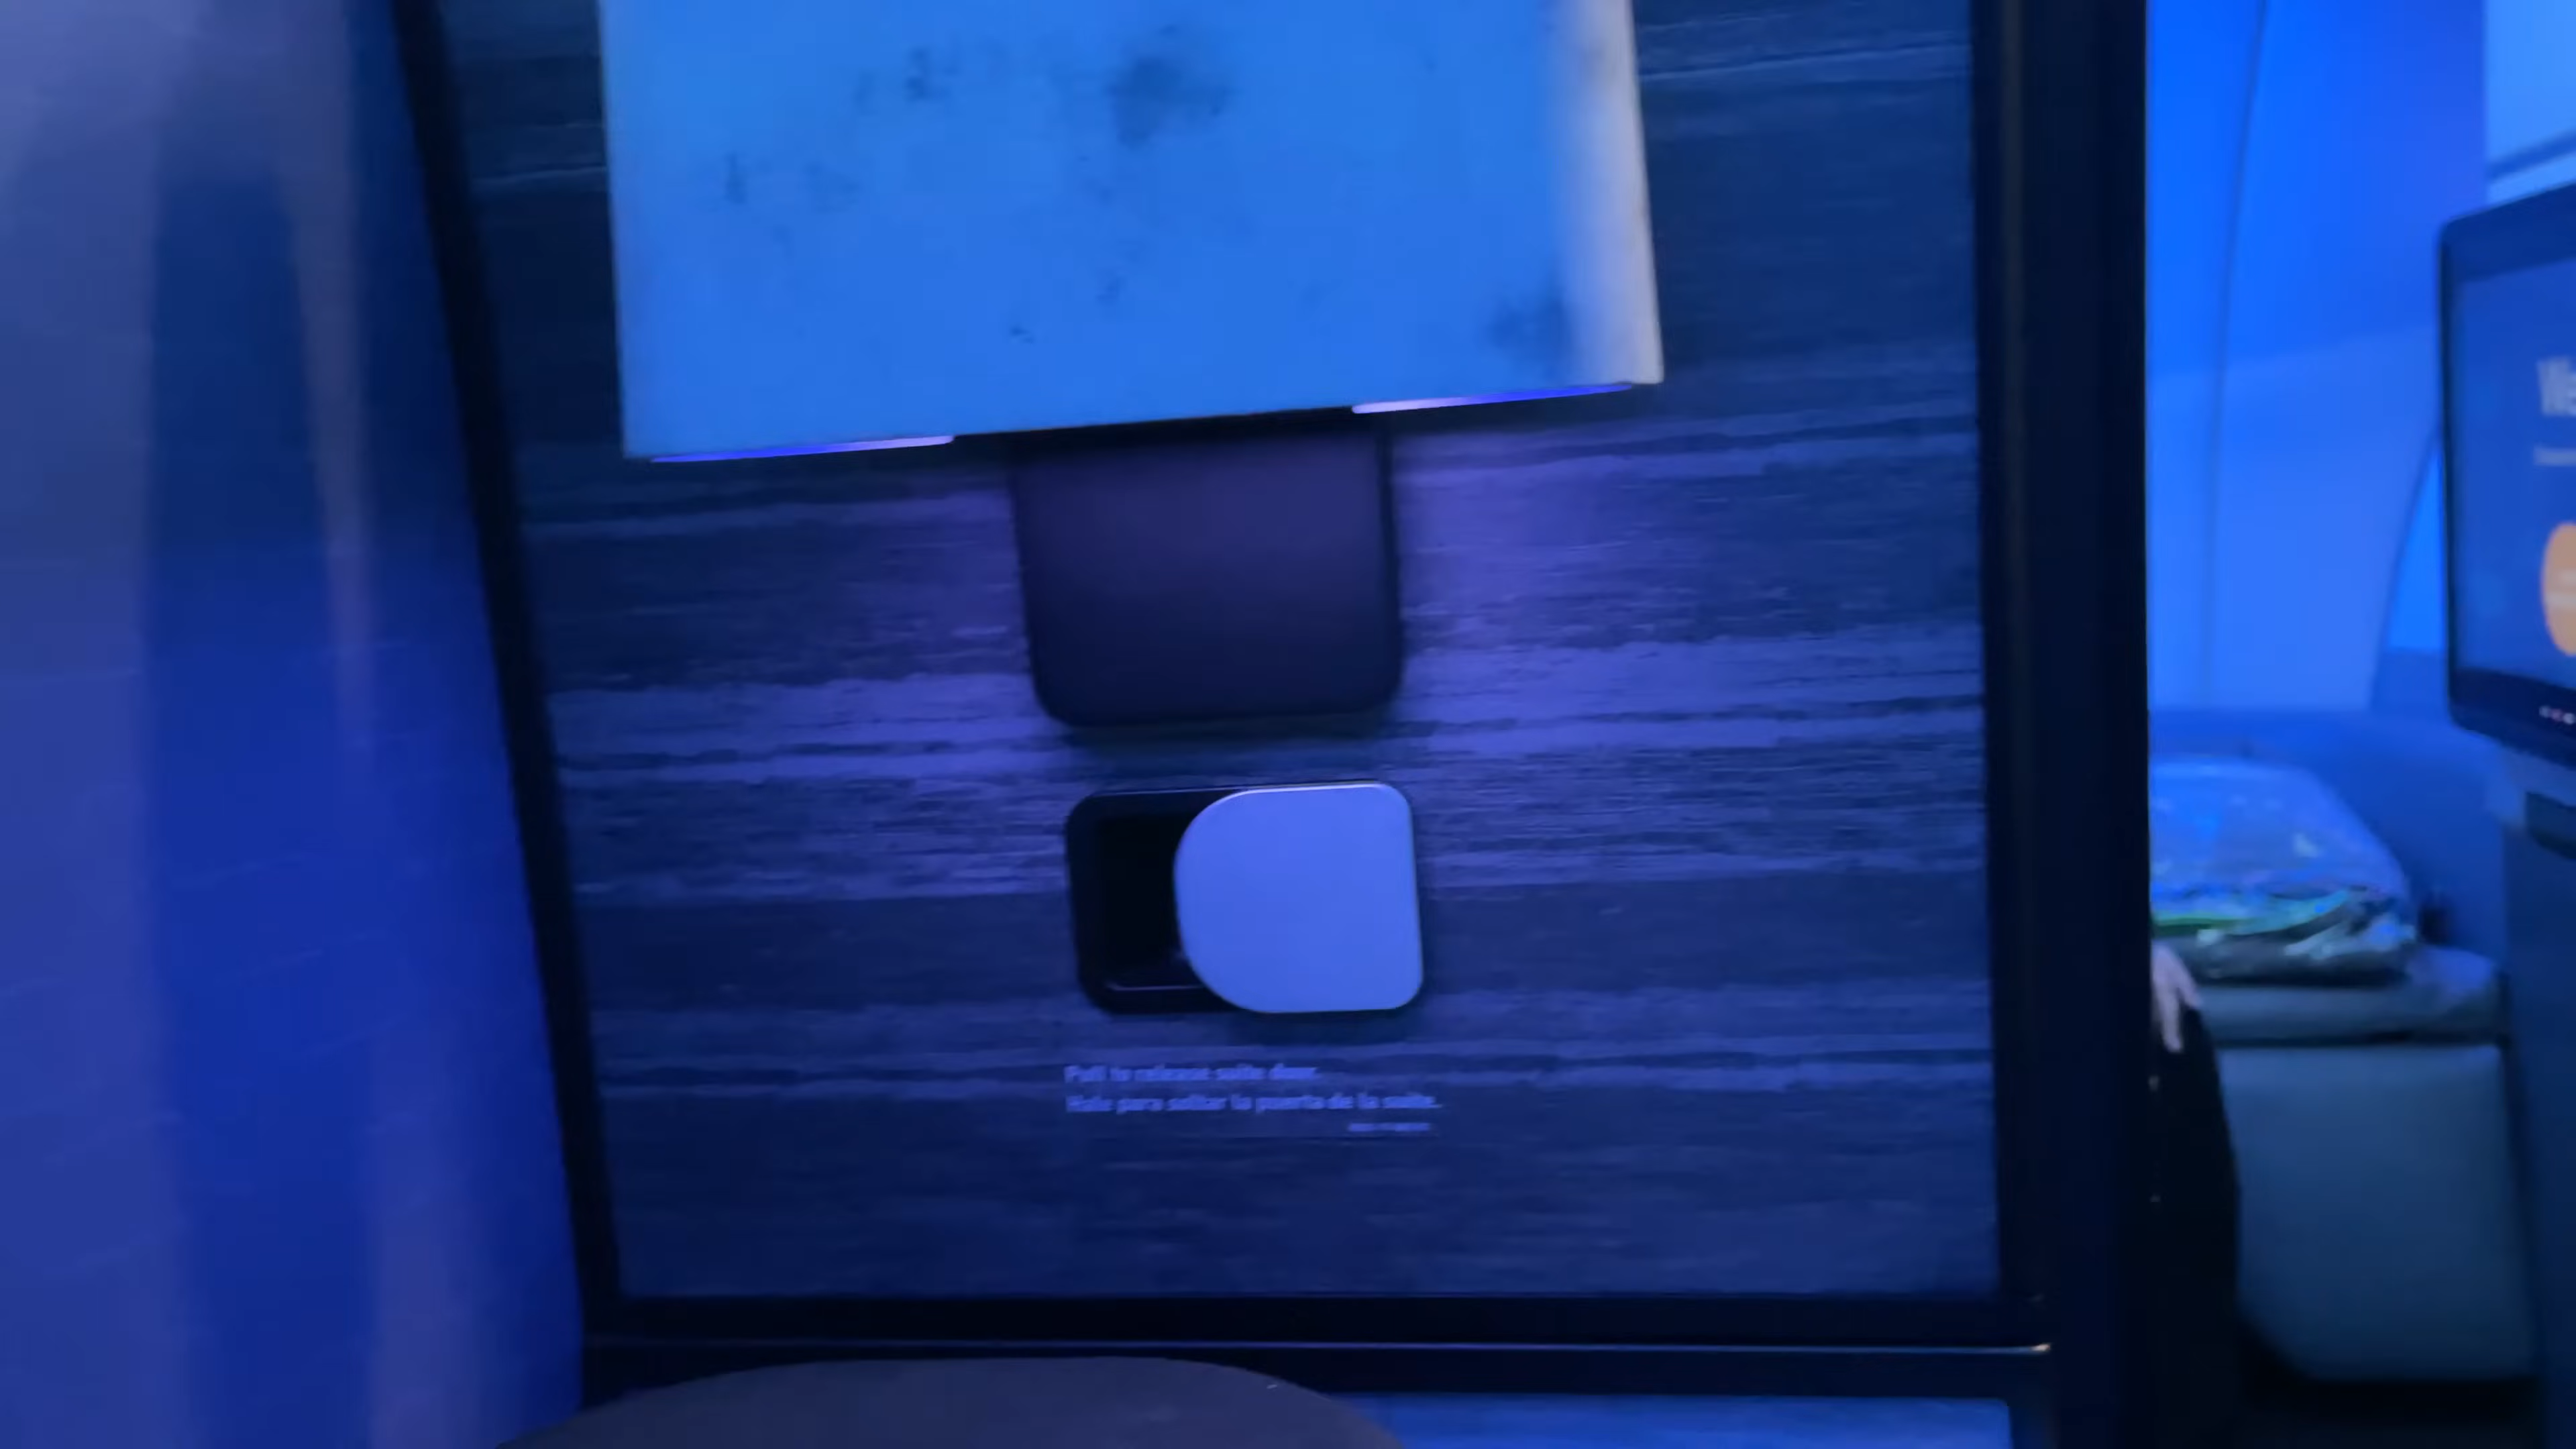 Pull to release suite door.
Hale para soltar la puerta de la suite.